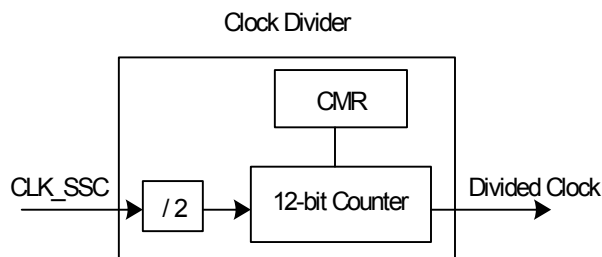 Clock Divider
CMR
CLK_SSC
/ 2
12-bit Counter
Divided Clock